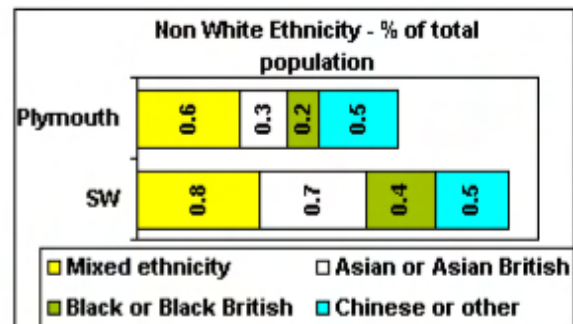 Non White Ethnicity - % of total
population
Plymouth
0.6 0.3 0.2 0.5
SW
0.8 0.7 0.4 0.5
Mixed ethnicity Asian or Asian British
Black or Black British Chinese or other